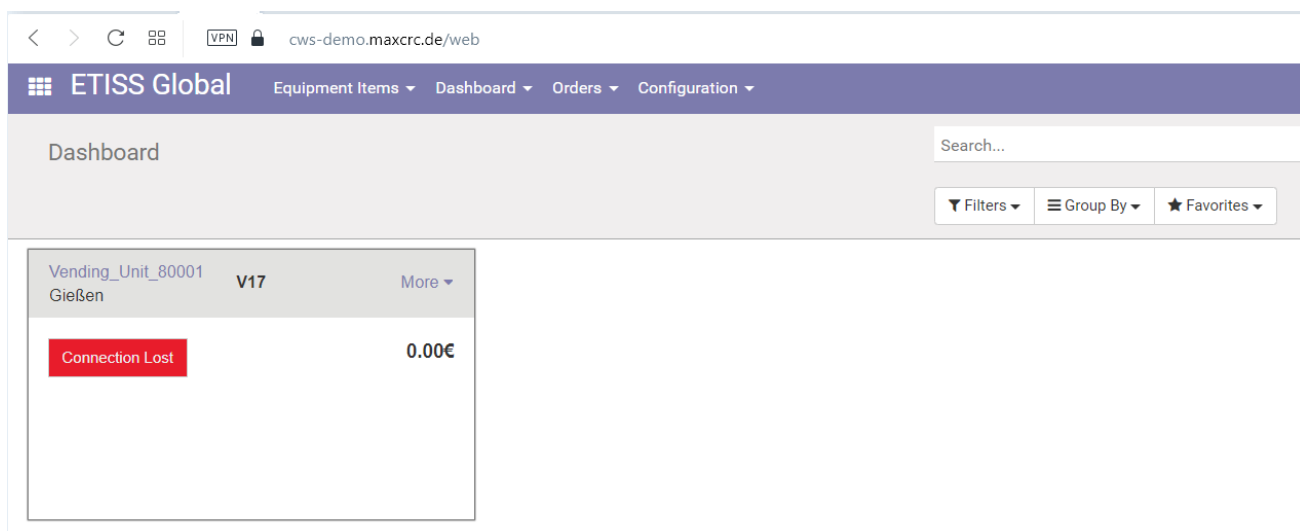 VPN cws-demo.maxcrc.de/web
ETISS Global Equipment Items Dashboard Orders Configuration
Dashboard
Search...
Filters Group By Favorites
Vending_Unit_80001 V17 More
Gießen
Connection Lost 0.00€